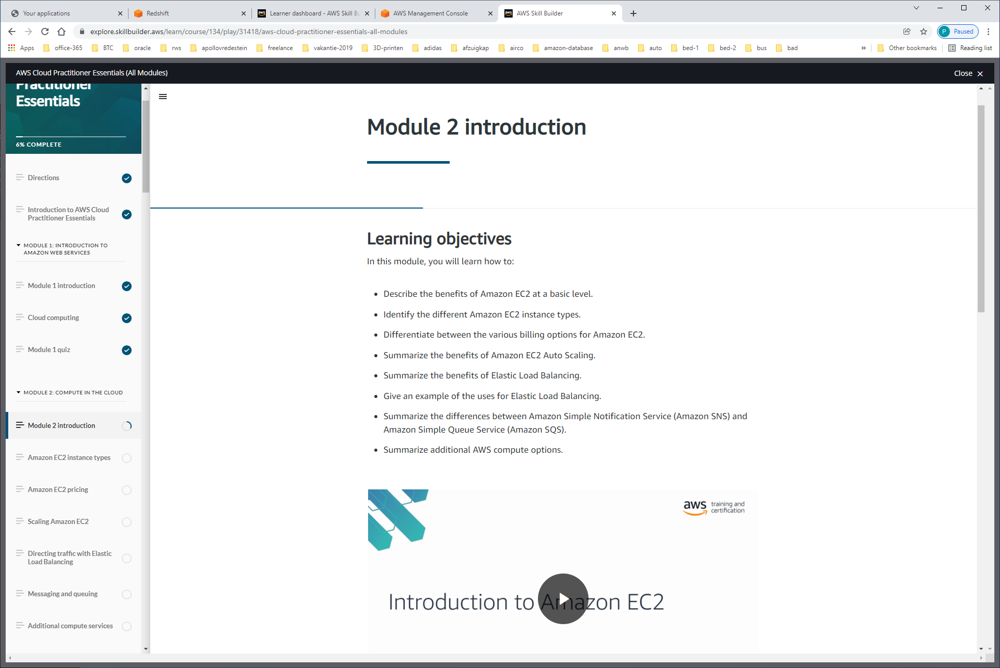 Your applications
Redshift
Learner dashboard - AWS Skill Bu
AWS Management Console
AWS Skill Builder
explore.skillbuilder.aws/learn/course/134/play/31418/aws-cloud-practitioner-essentials-all-modules
P Paused
Apps office-365 BTC oracle rws apollovredestein freelance vakantie-2019 3D-printen adidas afzuigkap airco amazon-database anwb auto bed-1 bed-2 bus bad » Other bookmarks Reading list
AWS Cloud Practitioner Essentials (All Modules)
Close
Practitioner
Essentials
6% COMPLETE
Directions
Introduction to AWS Cloud
Practitioner Essentials
MODULE 1: INTRODUCTION TO
AMAZON WEB SERVICES
Module 1 introduction
Cloud computing
Module 1 quiz
MODULE 2: COMPUTE IN THE CLOUD
Module 2 introduction
Amazon EC2 instance types
Amazon EC2 pricing
Scaling Amazon EC2
Directing traffic with Elastic
Load Balancing
Messaging and queuing
Additional compute services
Module 2 introduction
Learning objectives
In this module, you will learn how to:
• Describe the benefits of Amazon EC2 at a basic level.
• Identify the different Amazon EC2 instance types.
• Differentiate between the various billing options for Amazon EC2.
• Summarize the benefits of Amazon EC2 Auto Scaling.
• Summarize the benefits of Elastic Load Balancing.
• Give an example of the uses for Elastic Load Balancing.
• Summarize the differences between Amazon Simple Notification Service (Amazon SNS) and
Amazon Simple Queue Service (Amazon SQS).
• Summarize additional AWS compute options.
aws training and
certification
Introduction to Amazon EC2